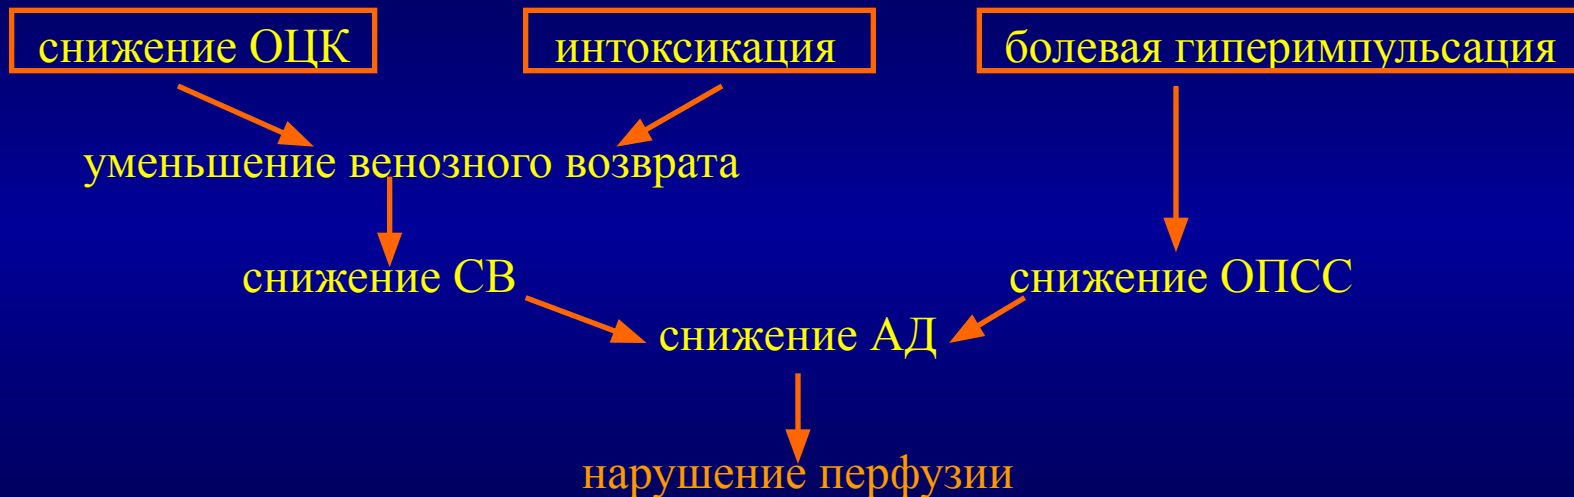 снижение ОЦК
интоксикация
болевая гиперимпульсация
уменьшение венозного возврата
снижение СВ
снижение ОПСС
снижение АД
нарушение перфузии